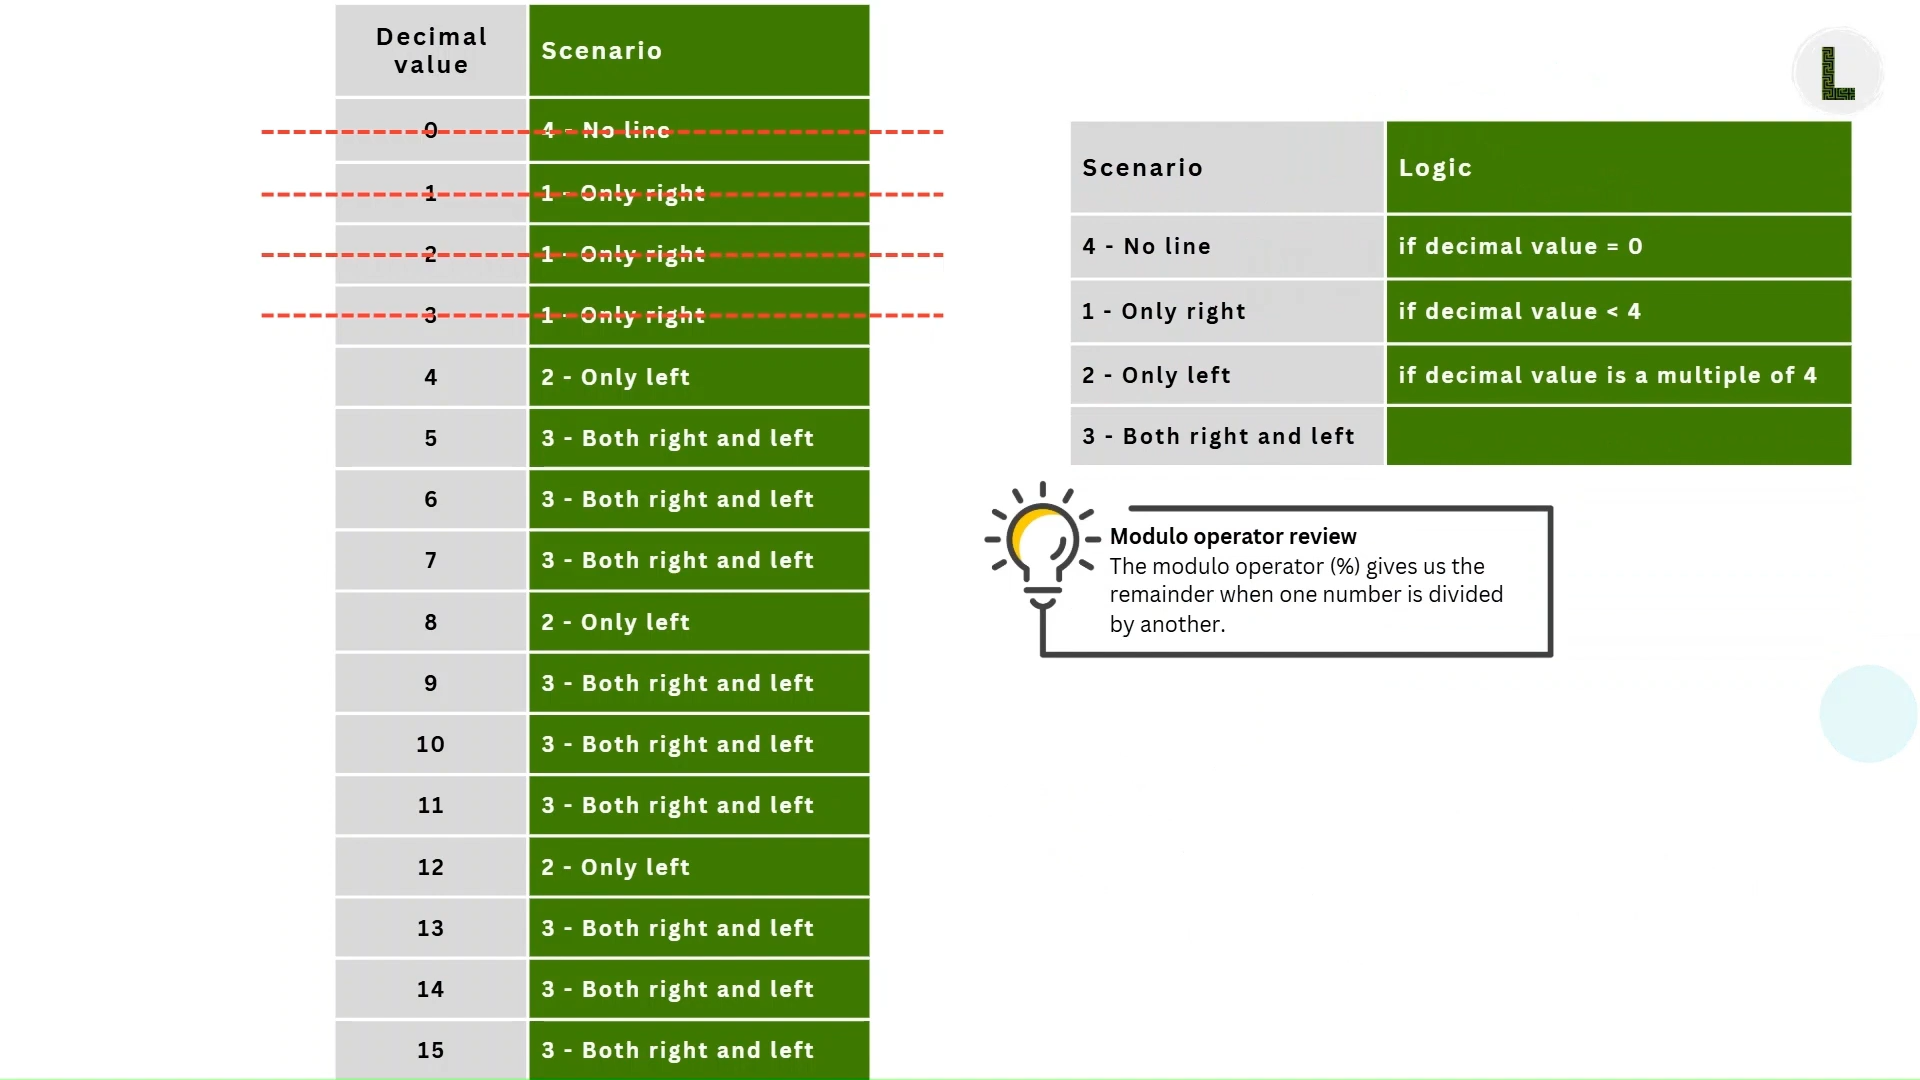 Decimal
value
Scenario
0
4 - No line
1
1 - Only right
2
1 - Only right
3
1 - Only right
4
2 - Only left
5
3 - Both right and left
6
3 - Both right and left
7
3 - Both right and left
8
2 - Only left
9
3 - Both right and left
10
3 - Both right and left
11
3 - Both right and left
12
2 - Only left
13
3 - Both right and left
14
3 - Both right and left
15
3 - Both right and left
L
Scenario
Logic
4 - No line
if decimal value = 0
1 - Only right
if decimal value < 4
2 - Only left
if decimal value is a multiple of 4
3 - Both right and left
Modulo operator review
The modulo operator (%) gives us the
remainder when one number is divided
by another.